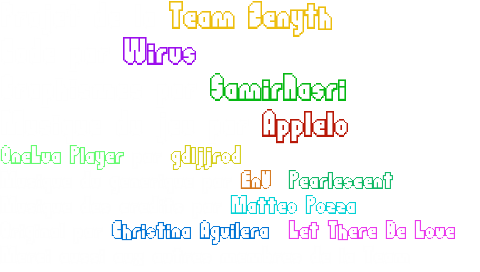 Team Zenyth
Wirus
SamirNasri
Applelo
OneLua Player gdljjrod
EnV Pearlescent
Matteo Pozza
Christina Aguilera Let There Be Love